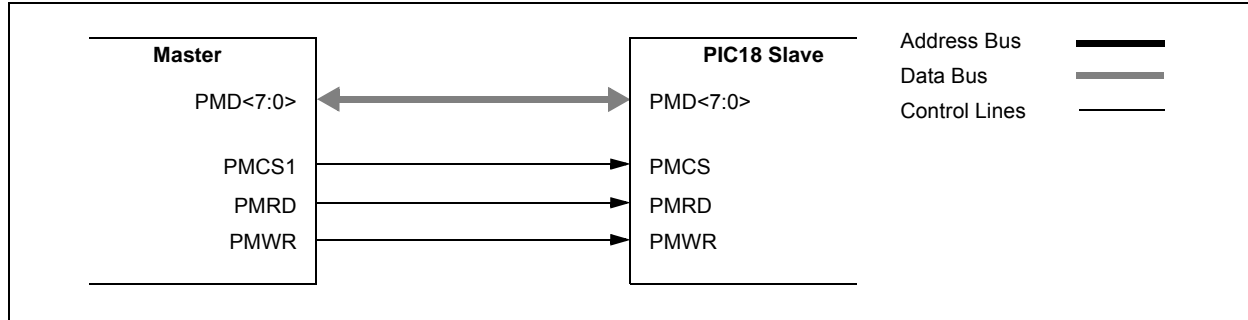 Master
PMD<7:0>
PMCS1
PMRD
PMWR
PIC18 Slave
PMD<7:0>
PMCS
PMRD
PMWR
Address Bus
Data Bus
Control Lines